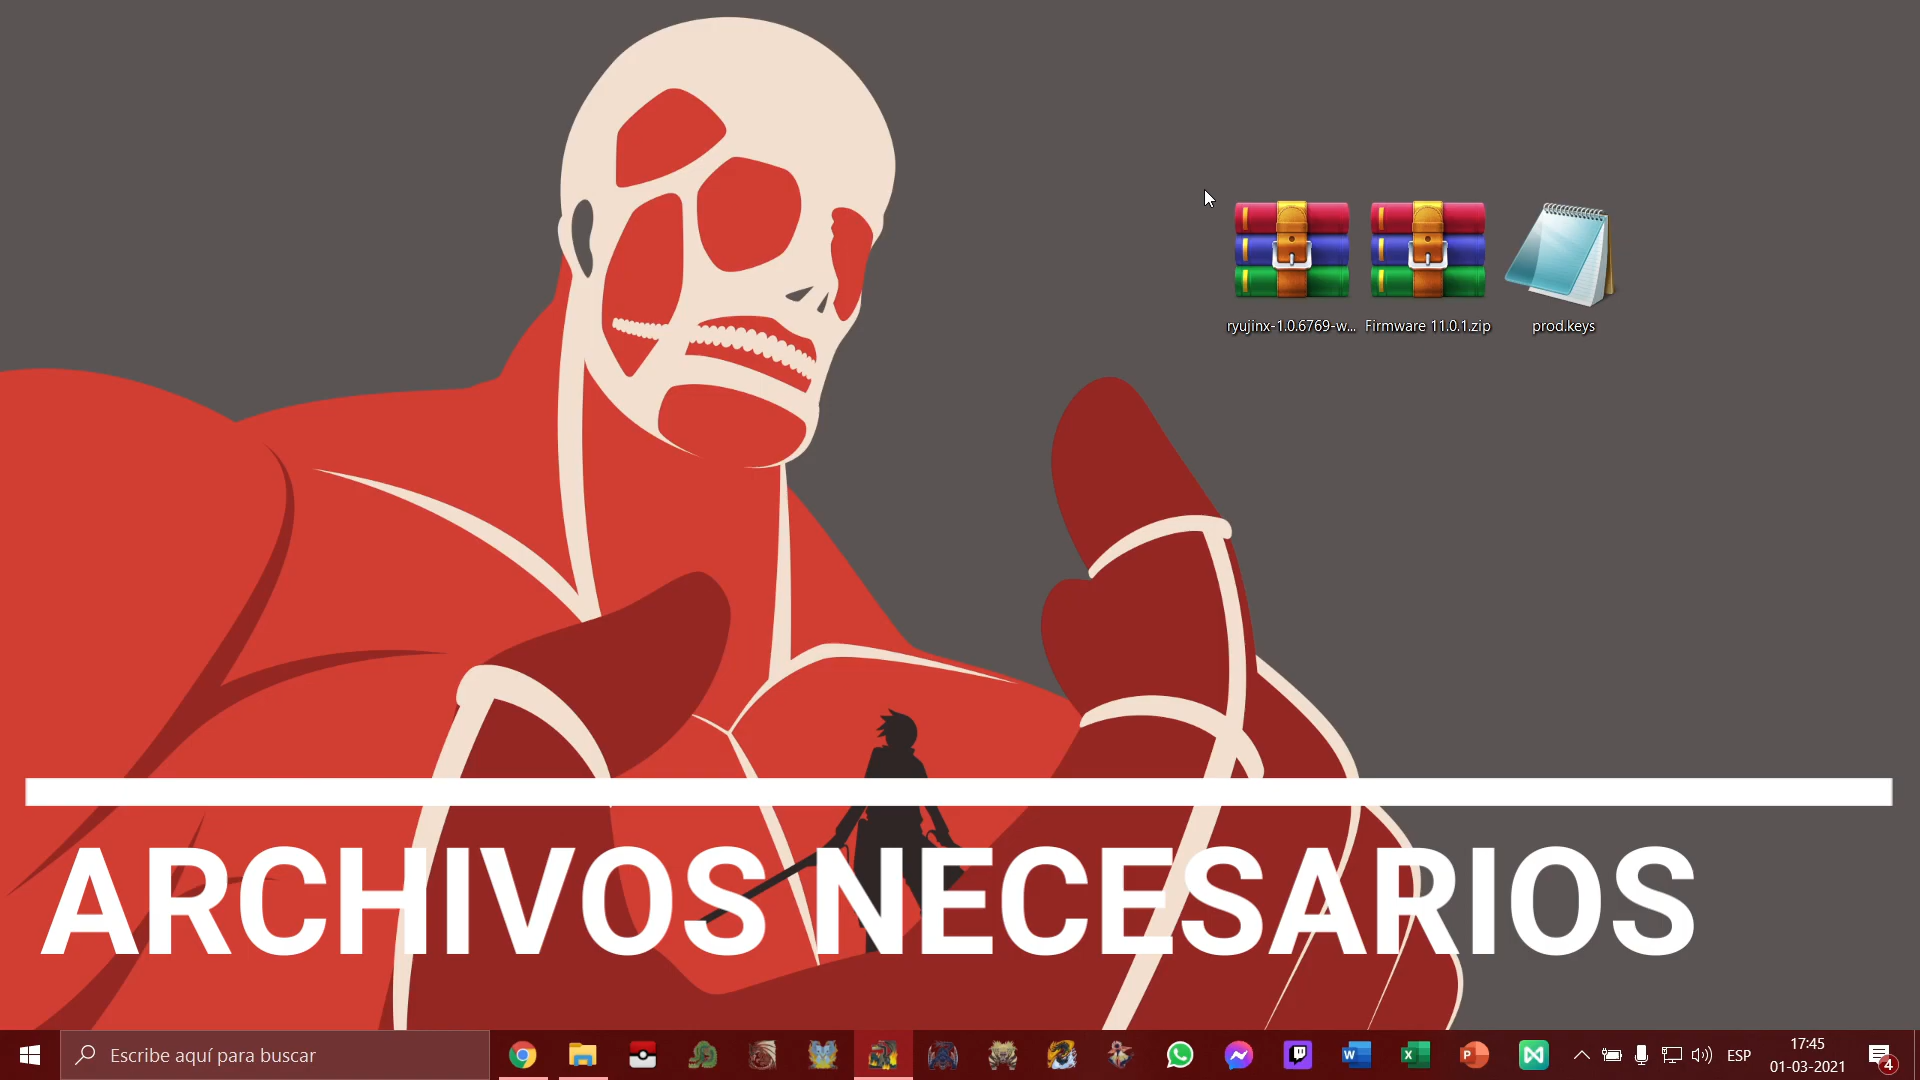 ryujinx-1.0.6769-w...
Firmware 11.0.1.zip
prod.keys
ARCHIVOS NECESARIOS
Escribe aquí para buscar
W
X
P
ESP
17:45
01-03-2021
4